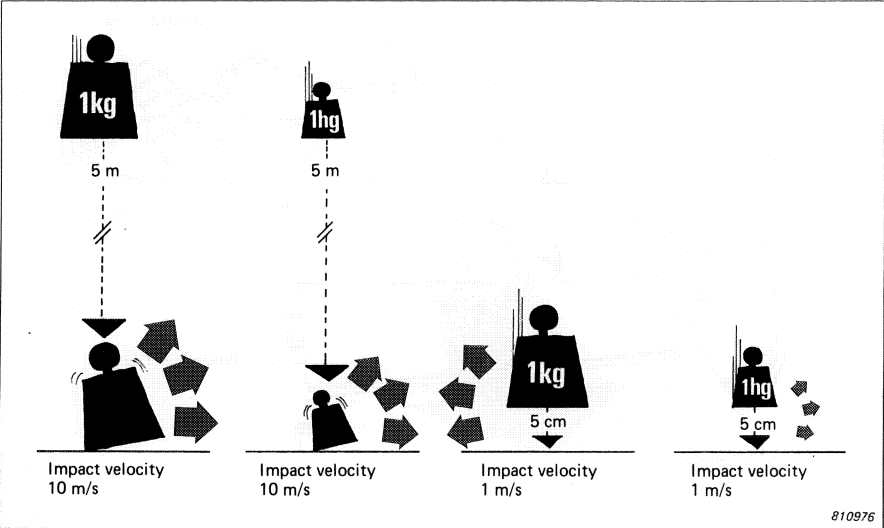 1kg
5 m
1hg
5 m
1kg
5 cm
1hg
5 cm
Impact velocity
10 m/s
Impact velocity
10 m/s
Impact velocity
1 m/s
Impact velocity
1 m/s
810976